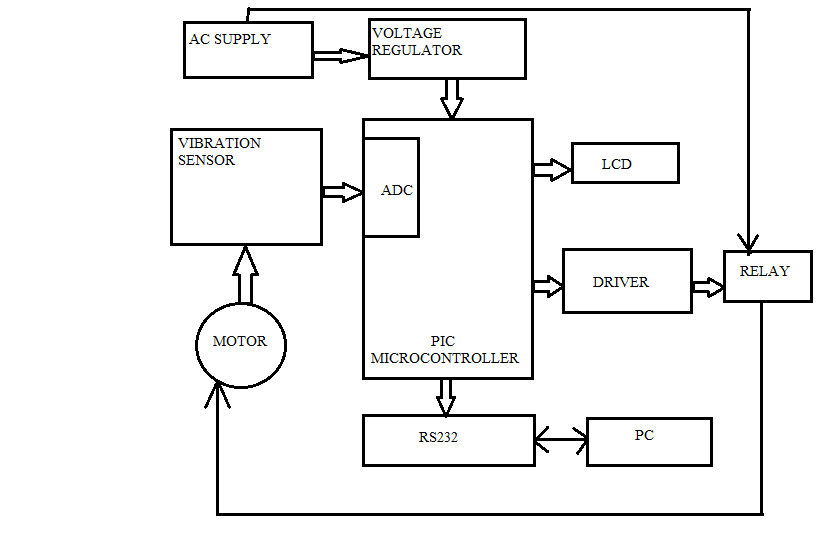 AC SUPPLY
VOLTAGE
REGULATOR
VIBRATION
SENSOR
ADC
LCD
DRIVER
RELAY
MOTOR
PIC
MICROCONTROLLER
RS232
PC